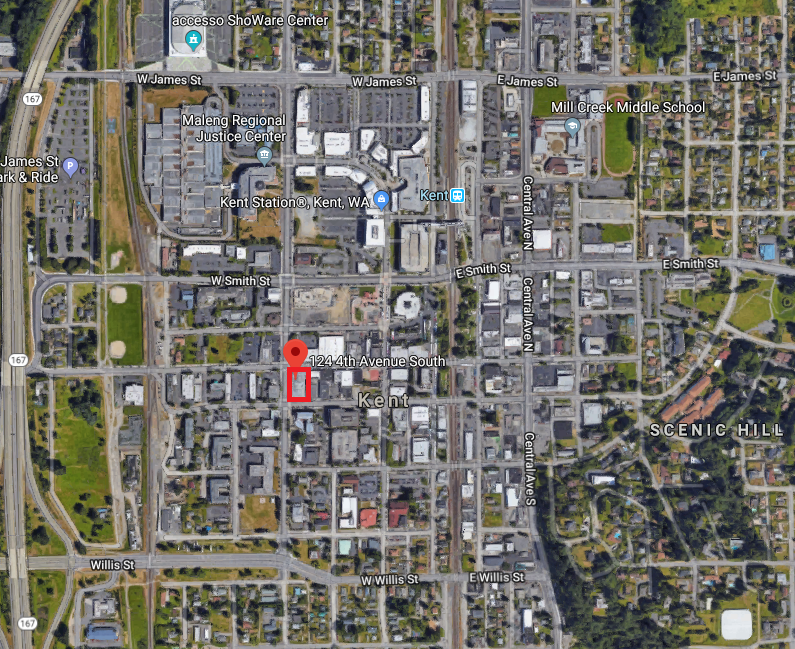 accesso ShoWare Center
W James St
W James St
E James St
E James St
167
Mill Creek Middle School
Maleng Regional
Justice Center
James St
ark & Ride
P
Kent Station®, Kent, WA
Kent
Central Ave N
E Smith St
E Smith St
W Smith St
Central Ave N
167
124 4th Avenue South
Kent
SCENIC HILL
Central Ave S
Willis St
W Willis St
E Willis St
167